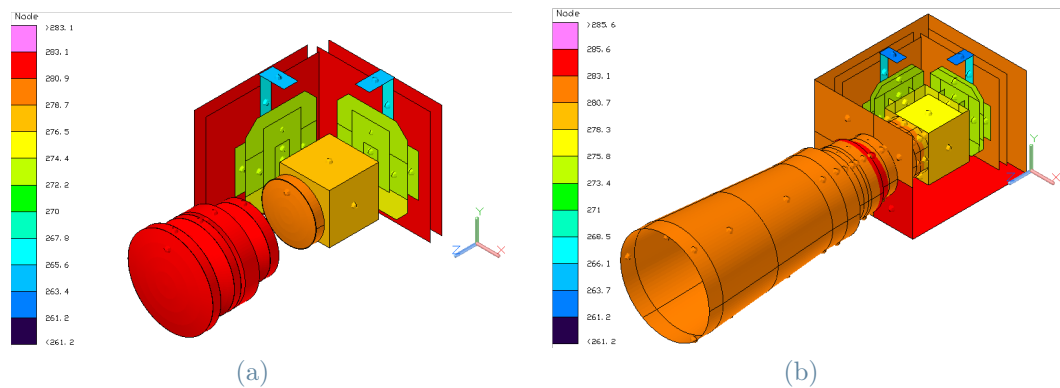 Node
>283.1
283.1
280.9
278.7
276.5
274.4
272.2
270
267.8
265.6
263.4
261.2
<261.2
Y
Z
X
(a)
Node
>285.6
285.6
283.1
280.7
278.3
275.8
273.4
271
268.5
266.1
263.7
261.2
<261.2
Y
X
(b)